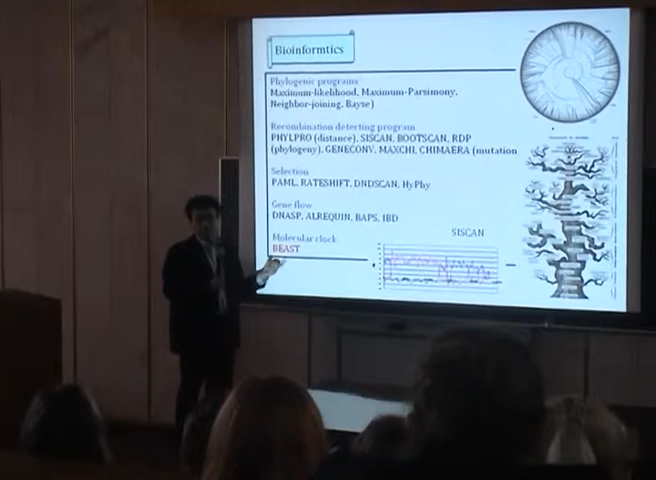 Bioinformtics
Phylogenic programs
Maximum-likelihood, Maximum-Parsimony,
Neighbor-joining, Bayse)
Recombination detecting program
PHYLPRO (distance), SISCAN, BOOTSCAN, RDP
(phylogeny), GENECONV, MAXCHI, CHIMAERA (mutation
Selection
PAML, RATESHIFT, DNDSCAN, HyPhy
Gene flow
DNASP, ALREQUIN, BAPS, IBD
Molecular clock
BEAST
SISCAN